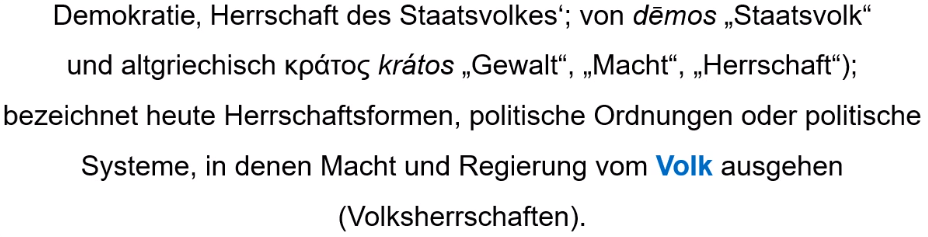 Demokratie, Herrschaft des Staatsvolkes‘; von dēmos „Staatsvolk“
und altgriechisch κράτος krátos „Gewalt“, „Macht“, „Herrschaft“);
bezeichnet heute Herrschaftsformen, politische Ordnungen oder politische
Systeme, in denen Macht und Regierung vom Volk ausgehen
(Volksherrschaften).